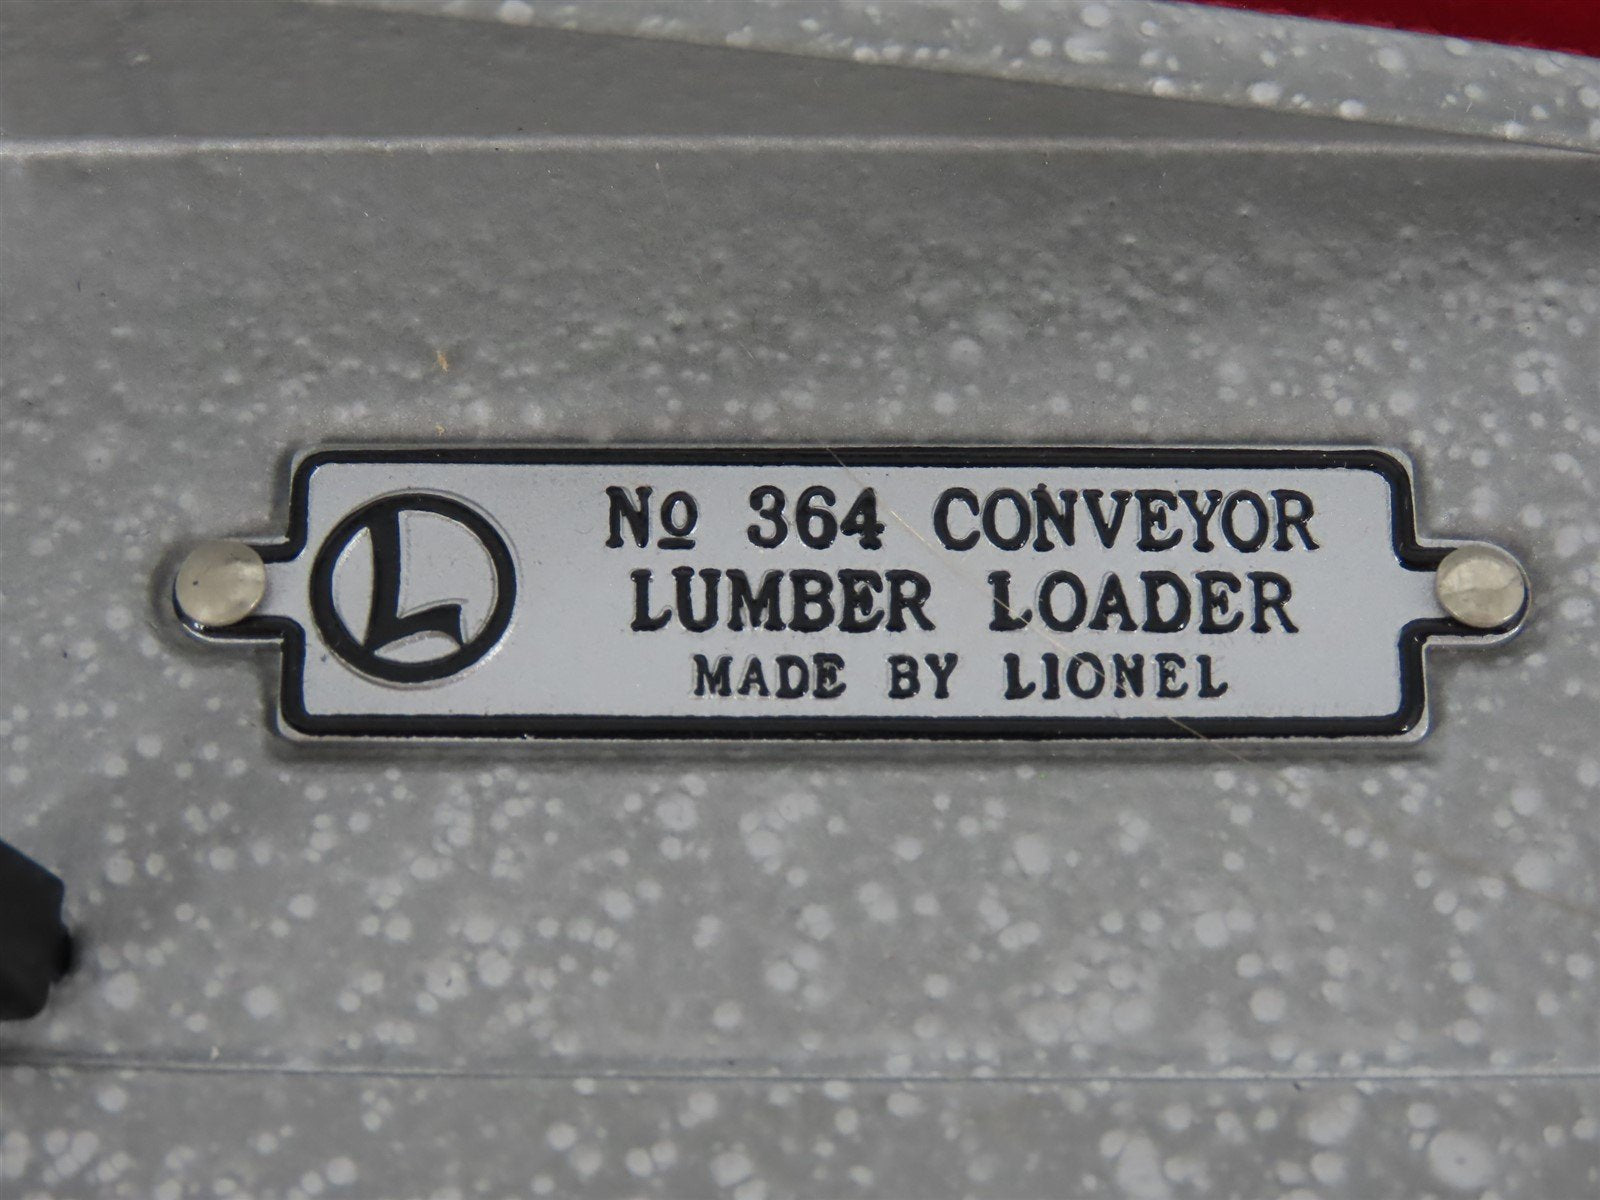 L
Nº 364 CONVEYOR
LUMBER LOADER
MADE BY LIONEL